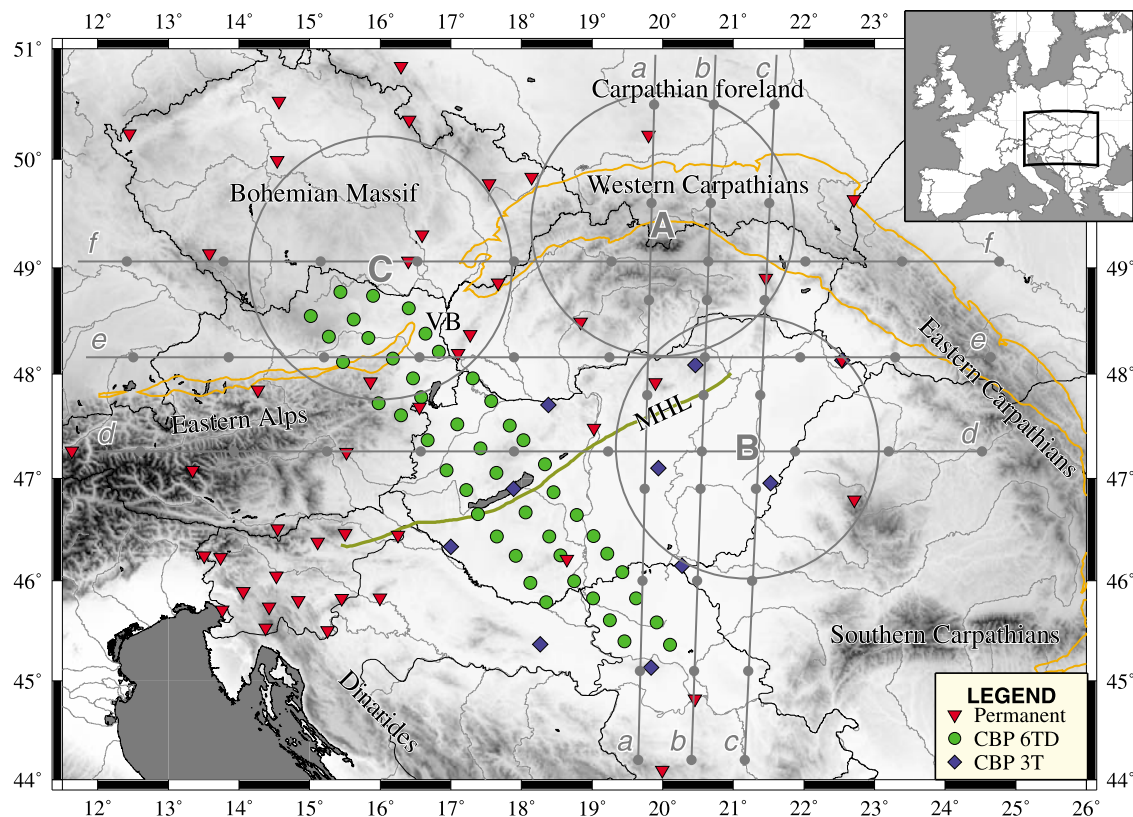 12° 13° 14° 15° 16° 17° 18° 19° 20° 21° 22° 23°
51°
a b c
Carpathian foreland
50°
Bohemian Massif
Western Carpathians
A
f f
49° 49°
C
VB
Eastern Carpathians
e e
48° 48°
MHL
Eastern Alps
d d
B
47° 47°
46° 46°
Southern Carpathians
45° 45°
Dinarides
LEGEND
Permanent
CBP 6TD
CBP 3T
a b c
44° 44°
12 13 14 15 16 17 18 19 20 21 22 23 24 25 26°